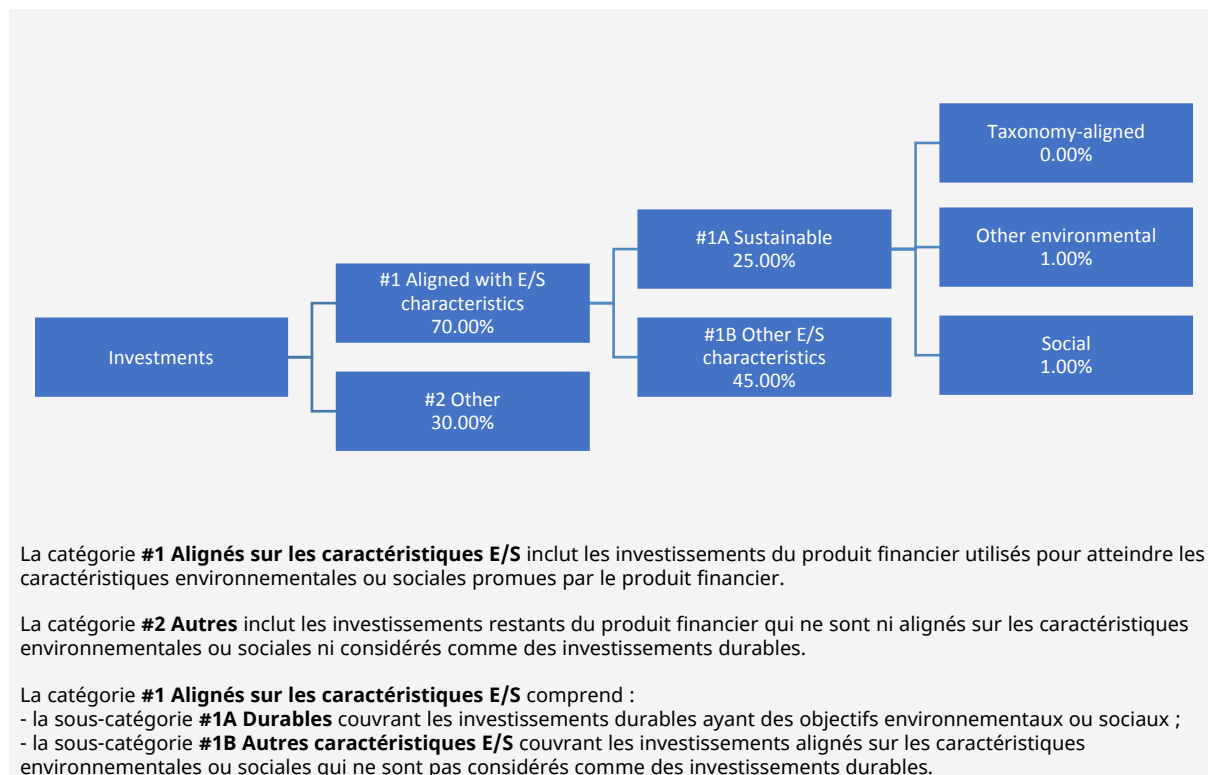 Taxonomy-aligned
0.00%
#1A Sustainable
25.00%
Other environmental
1.00%
#1 Aligned with E/S
characteristics
70.00%
Investments
#1B Other E/S
characteristics
45.00%
Social
1.00%
#2 Other
30.00%
La catégorie #1 Alignés sur les caractéristiques E/S inclut les investissements du produit financier utilisés pour atteindre les
caractéristiques environnementales ou sociales promues par le produit financier.
La catégorie #2 Autres inclut les investissements restants du produit financier qui ne sont ni alignés sur les caractéristiques
environnementales ou sociales ni considérés comme des investissements durables.
La catégorie #1 Alignés sur les caractéristiques E/S comprend :
- la sous-catégorie #1A Durables couvrant les investissements durables ayant des objectifs environnementaux ou sociaux ;
- la sous-catégorie #1B Autres caractéristiques E/S couvrant les investissements alignés sur les caractéristiques
environnementales ou sociales qui ne sont pas considérés comme des investissements durables.